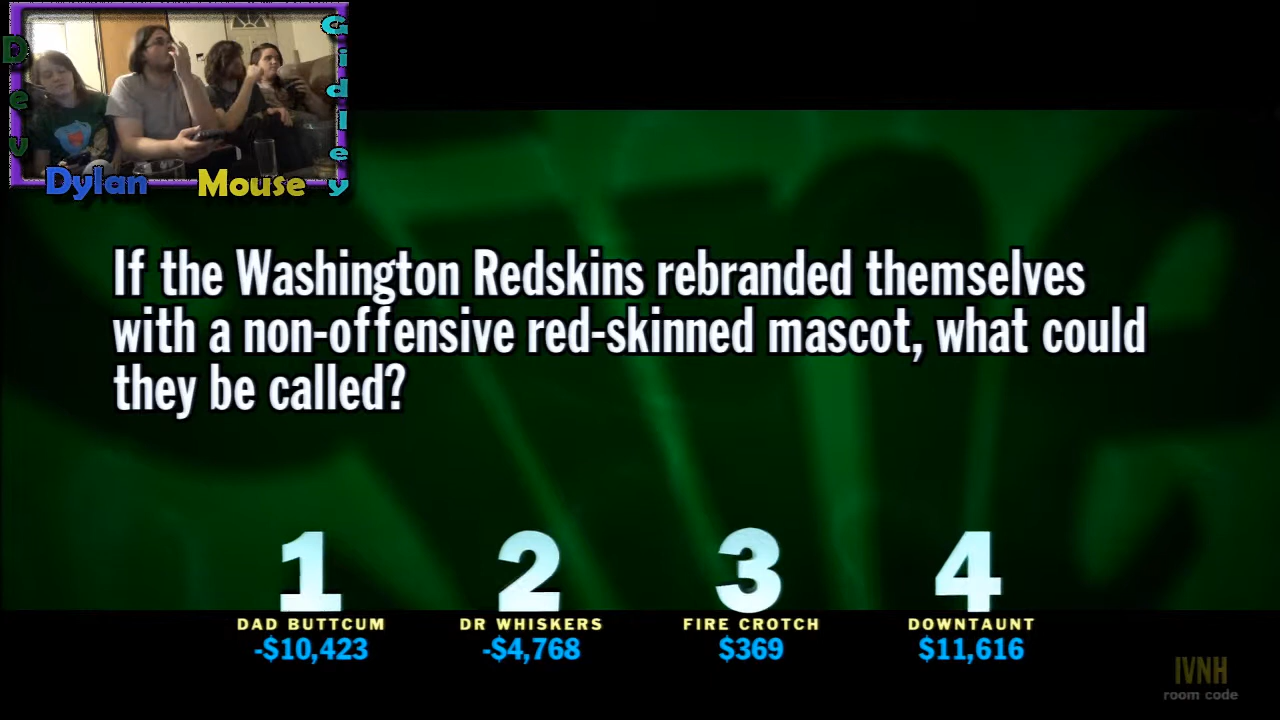 Dev
Dylan
Mouse
Gidley
If the Washington Redskins rebranded themselves
with a non-offensive red-skinned mascot, what could
they be called?
1 2 3 4
DAD BUTTCUM DR WHISKERS FIRE CROTCH DOWNTAUNT
-$10,423 -$4,768 $369 $11,616
IVNH
room code